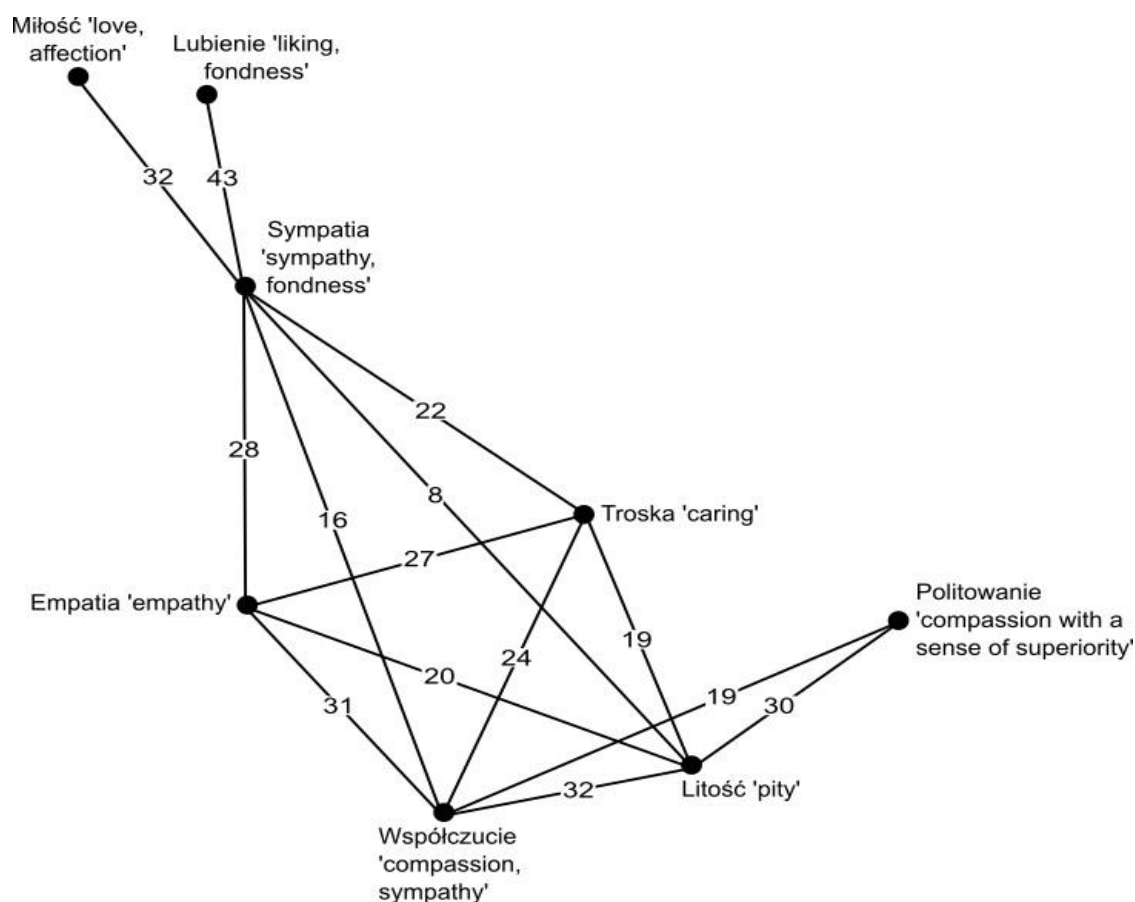 Miłość 'love,
affection'
Lubienie 'liking,
fondness'
32
43
Sympatia
'sympathy,
fondness'
22
28
8
16
Troska 'caring'
27
Empatia 'empathy'
Politowanie
'compassion with a
sense of superiority'
19
24
20
19
30
31
32
Litość 'pity'
Współczucie
'compassion,
sympathy'